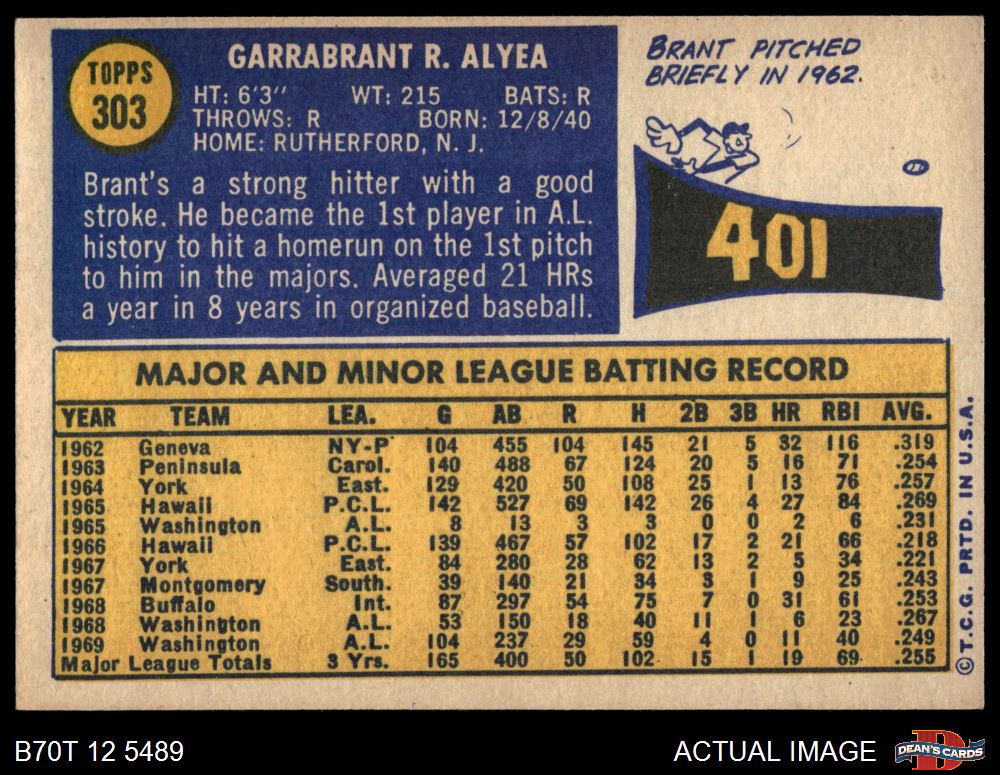 TOPPS
303
GARRABRANT R. ALYEA
HT: 6'3" WT: 215 BATS: R
THROWS: R BORN: 12/8/40
HOME: RUTHERFORD, N. J.
Brant's a strong hitter with a good
stroke. He became the 1st player in A.L.
history to hit a homerun on the 1st pitch
to him in the majors. Averaged 21 HRs
a year in 8 years in organized baseball.
BRANT PITCHED
BRIEFLY IN 1962.
401
MAJOR AND MINOR LEAGUE BATTING RECORD
YEAR TEAM LEA. G AB R H 2B 3B HR RBI AVG.
1962 Geneva NY-P 104 455 104 145 21 5 32 116 .319
1963 Peninsula Carol. 140 488 67 124 20 5 16 71 .254
1964 York East. 129 420 50 108 25 1 13 76 .257
1965 Hawaii P.C.L. 142 527 69 142 26 4 27 84 .269
1965 Washington A.L. 8 13 3 3 0 0 2 6 .231
1966 Hawaii P.C.L. 139 467 57 102 17 2 21 66 .218
1967 York East. 84 280 28 62 13 2 5 34 .221
1967 Montgomery South. 39 140 21 34 3 1 9 25 .243
1968 Buffalo Int. 87 297 54 75 7 0 31 61 .253
1968 Washington A.L. 53 150 18 40 11 1 6 23 .267
1969 Washington A.L. 104 237 29 59 4 0 11 40 .249
Major League Totals 3 Yrs. 165 400 50 102 15 1 19 69 .255
© T.C.G. PRTD. IN U.S.A.
B70T 12 5489
ACTUAL IMAGE
DEAN'S CARDS